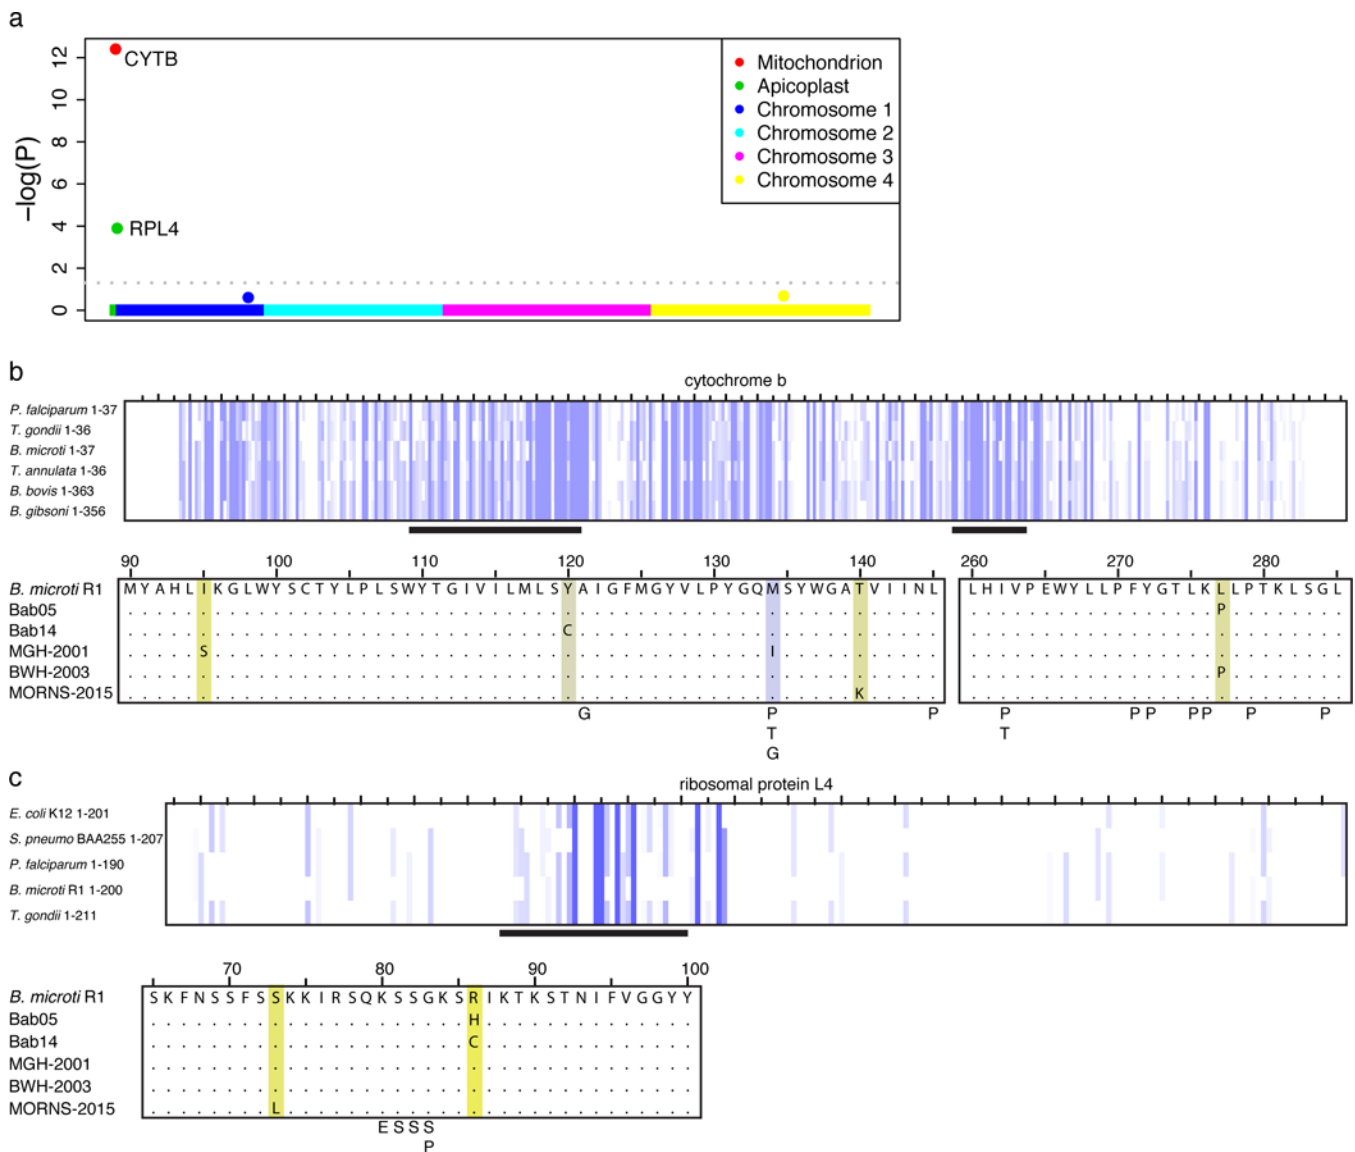 a
12
10
8
6
4
2
0
−log(P)
CYTB
RPL4
Mitochondrion
Apicoplast
Chromosome 1
Chromosome 2
Chromosome 3
Chromosome 4
b
cytochrome b
P. falciparum 1-37
T. gondii 1-36
B. microti 1-37
T. annulata 1-36
B. bovis 1-363
B. gibsoni 1-356
90 100 110 120 130 140 260 270 280
B. microti R1 M Y A H L I K G L W Y S C T Y L P L S W Y T G I V I L M L S Y A I G F M G Y V L P Y G Q M S Y W G A T V I I N L L H I V P E W Y L L P F Y G T L K L L P T K L S G L
Bab05 P
Bab14 C
MGH-2001 S I
BWH-2003 P
MORNS-2015 K
G P P P P P P P P P
T T
G
c
ribosomal protein L4
E. coli K12 1-201
S. pneumo BAA255 1-207
P. falciparum 1-190
B. microti R1 1-200
T. gondii 1-211
70 80 90 100
B. microti R1 S K F N S S F S S K K I R S Q K S S G K S R I K T K S T N I F V G G Y Y
Bab05 H
Bab14 C
MGH-2001
BWH-2003
MORNS-2015 L
E S S S
P